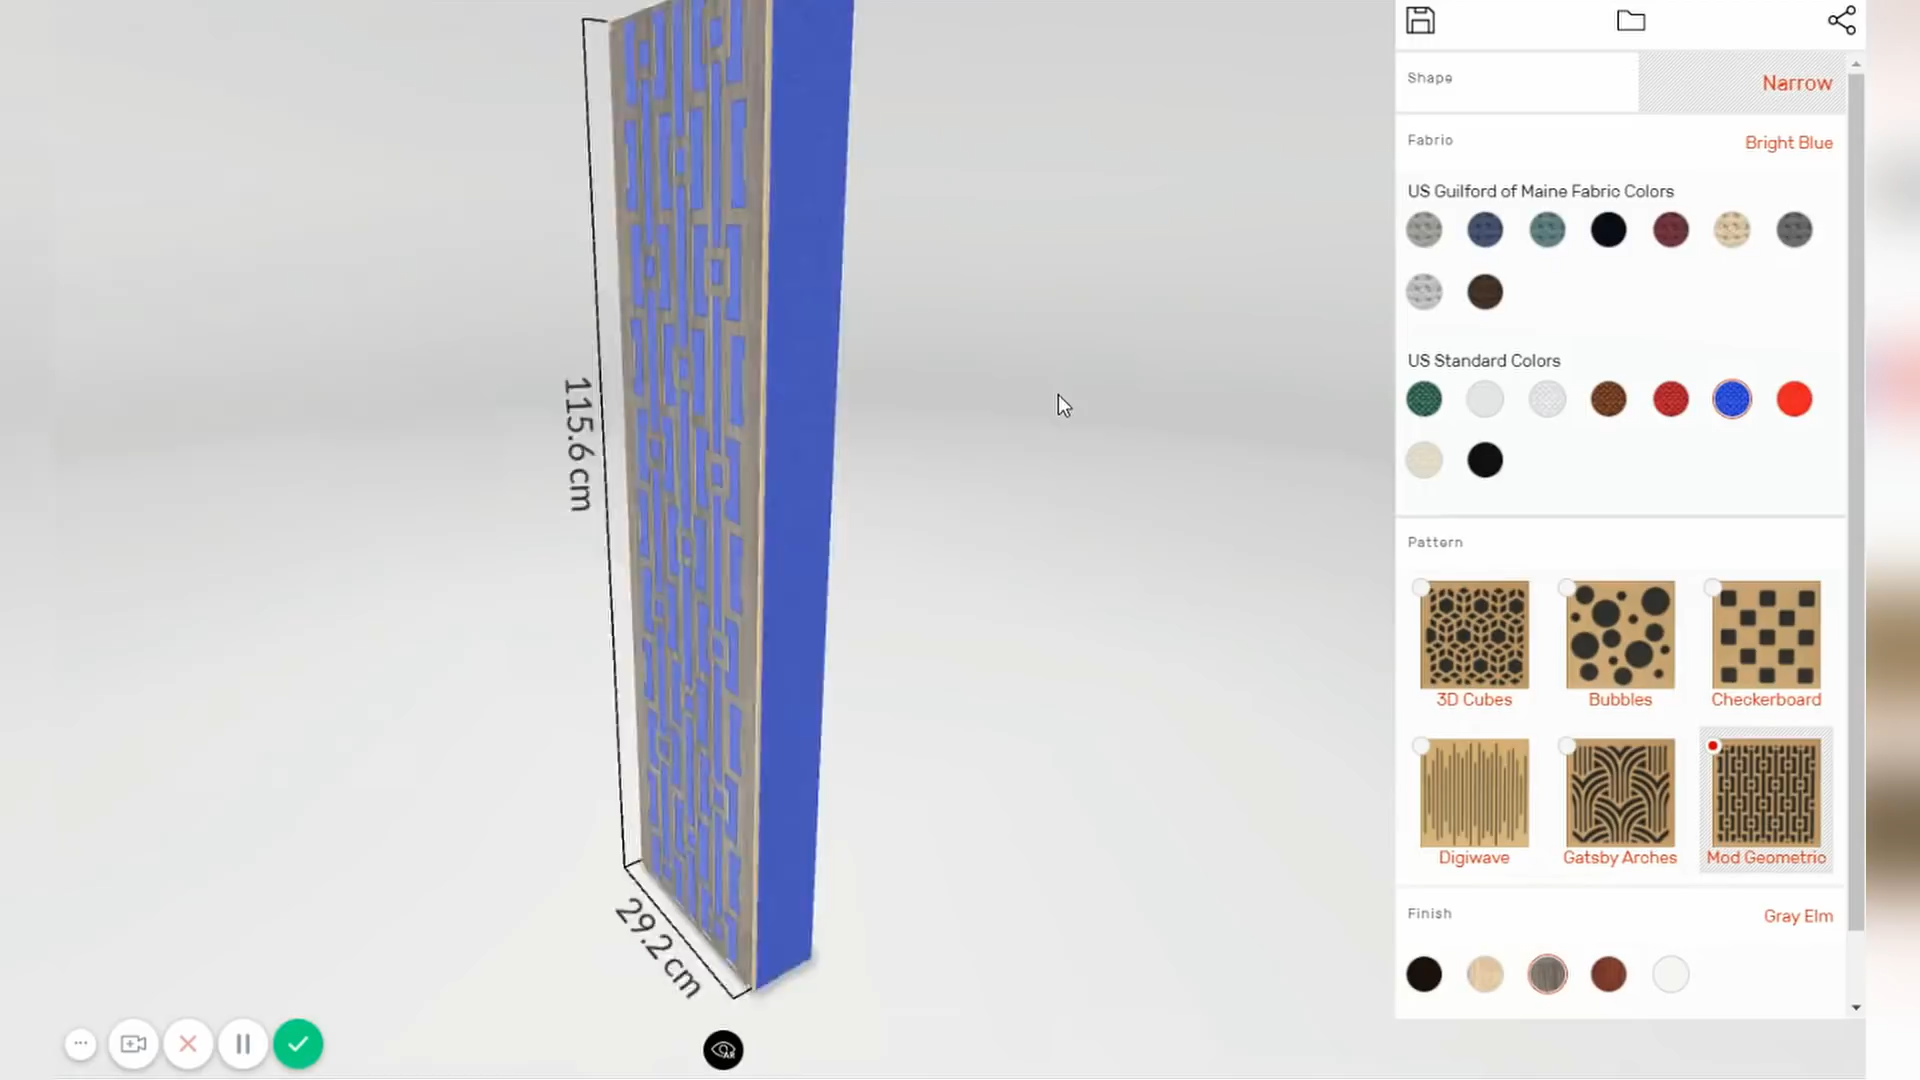 Shape
Narrow
Fabric
Bright Blue
US Guilford of Maine Fabric Colors
US Standard Colors
Pattern
3D Cubes
Bubbles
Checkerboard
Digiwave
Gatsby Arches
Mod Geometric
Finish
Gray Elm
115.6 cm
29.2 cm
AR